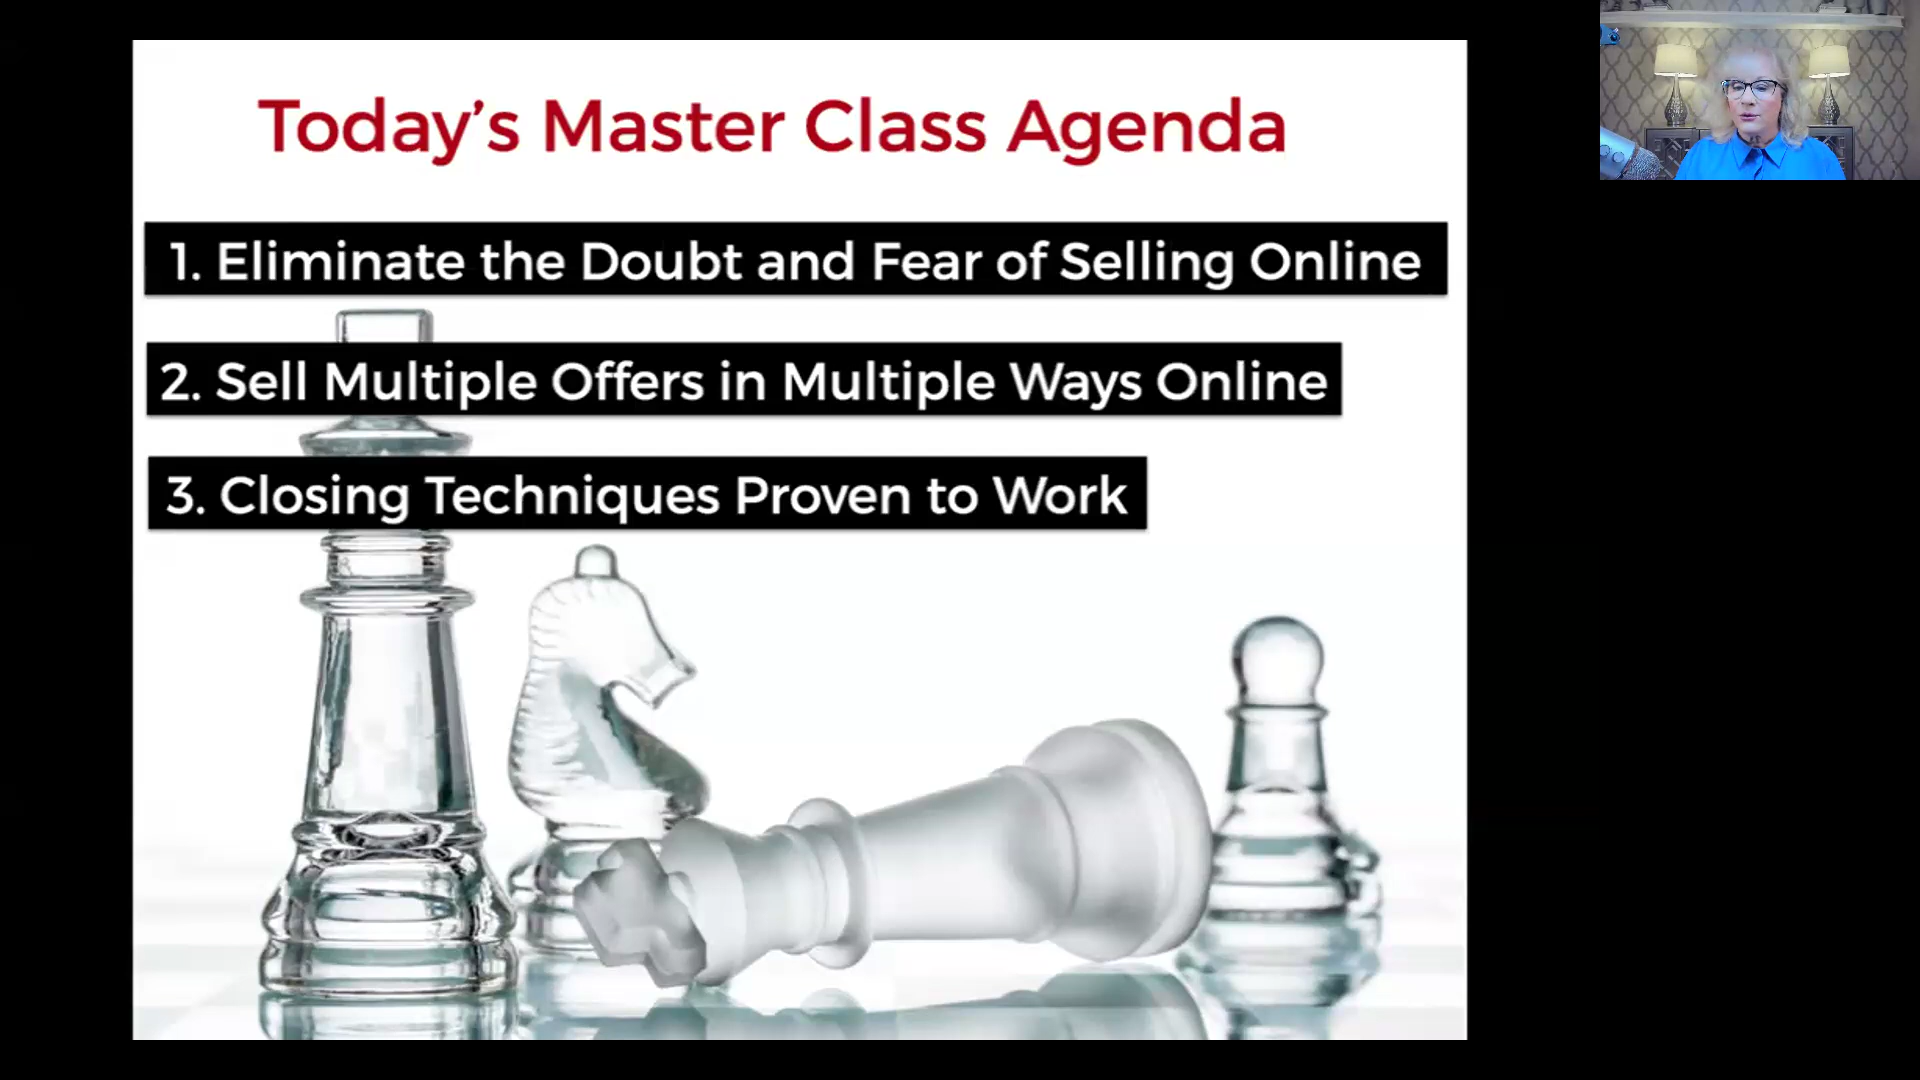 Today's Master Class Agenda
1. Eliminate the Doubt and Fear of Selling Online
2. Sell Multiple Offers in Multiple Ways Online
3. Closing Techniques Proven to Work